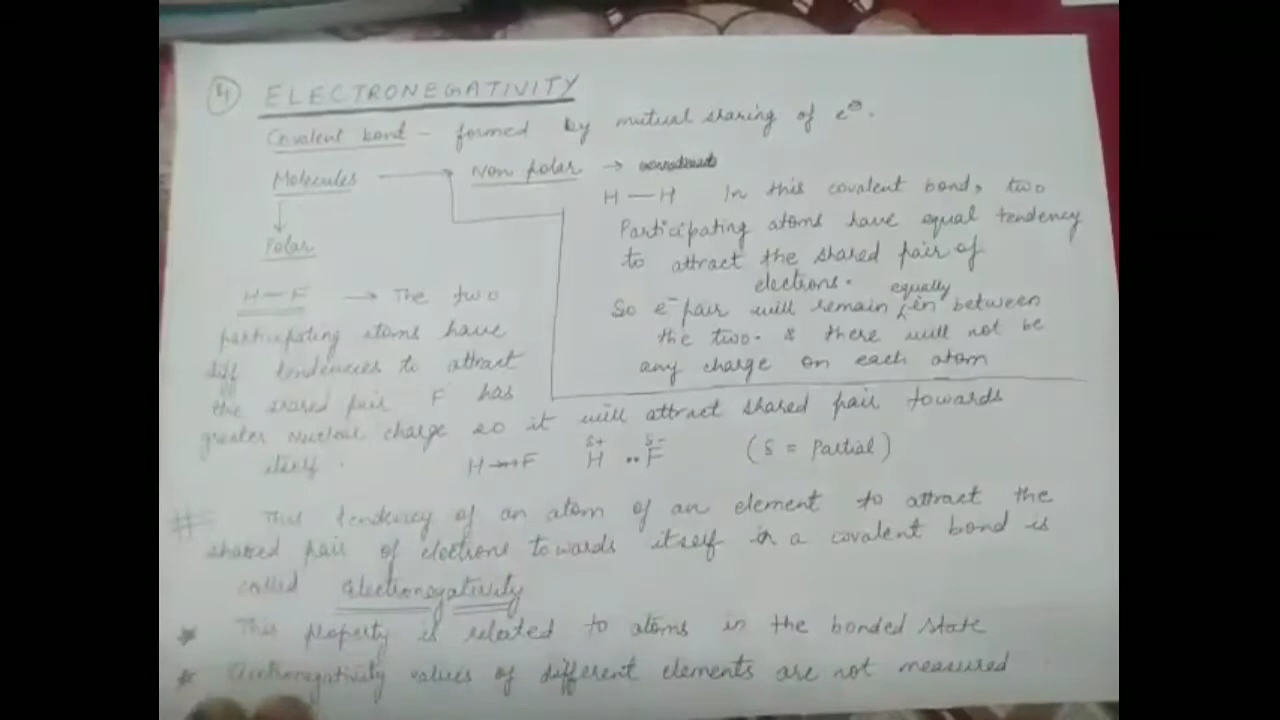 ELECTRONEGATIVITY
Covalent bond - formed by mutual sharing of e⊖.
Molecules → Non polar →
↓
Polar
H — H In this covalent bond, two
Participating atoms have equal tendency
to attract the shared pair of
electrons.
So e⁻ pair will remain equally in between
the two. & there will not be
any charge on each atom
H — F → The two
participating atoms have
diff tendencies to attract
the shared pair F has
greater nuclear charge so it will attract shared pair towards
itself.
H →→ F δ+ H •• δ- F (δ = Partial)
# This tendency of an atom of an element to attract the
shared pair of electrons towards itself in a covalent bond is
called electronegativity
* This property is related to atoms in the bonded state
* Electronegativity values of different elements are not measured